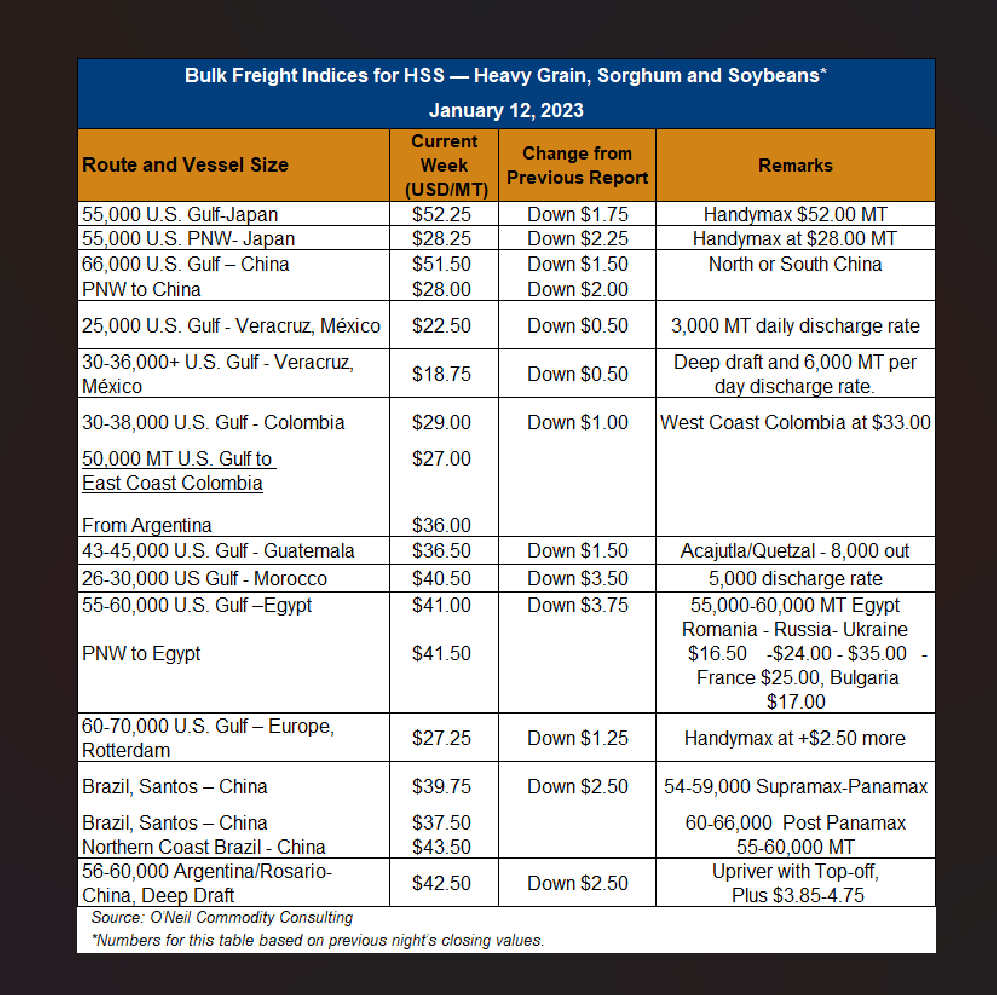 Bulk Freight Indices for HSS — Heavy Grain, Sorghum and Soybeans*
January 12, 2023
Route and Vessel Size
Current
Week
(USD/MT)
Change from
Previous Report
Remarks
55,000 U.S. Gulf-Japan $52.25 Down $1.75 Handymax $52.00 MT
55,000 U.S. PNW- Japan $28.25 Down $2.25 Handymax at $28.00 MT
66,000 U.S. Gulf – China $51.50 Down $1.50 North or South China
PNW to China $28.00 Down $2.00
25,000 U.S. Gulf - Veracruz, México $22.50 Down $0.50 3,000 MT daily discharge rate
30-36,000+ U.S. Gulf - Veracruz,
México
$18.75 Down $0.50
Deep draft and 6,000 MT per
day discharge rate.
30-38,000 U.S. Gulf - Colombia $29.00 Down $1.00 West Coast Colombia at $33.00
50,000 MT U.S. Gulf to $27.00
East Coast Colombia
From Argentina $36.00
43-45,000 U.S. Gulf - Guatemala $36.50 Down $1.50 Acajutla/Quetzal - 8,000 out
26-30,000 US Gulf - Morocco $40.50 Down $3.50 5,000 discharge rate
55-60,000 U.S. Gulf –Egypt $41.00 Down $3.75 55,000-60,000 MT Egypt
Romania - Russia- Ukraine
PNW to Egypt $41.50 $16.50 -$24.00 - $35.00 -
France $25.00, Bulgaria
$17.00
60-70,000 U.S. Gulf – Europe,
Rotterdam
$27.25 Down $1.25 Handymax at +$2.50 more
Brazil, Santos – China $39.75 Down $2.50 54-59,000 Supramax-Panamax
Brazil, Santos – China $37.50 60-66,000 Post Panamax
Northern Coast Brazil - China $43.50 55-60,000 MT
56-60,000 Argentina/Rosario-
China, Deep Draft
$42.50 Down $2.50
Upriver with Top-off,
Plus $3.85-4.75
Source: O'Neil Commodity Consulting
*Numbers for this table based on previous night's closing values.